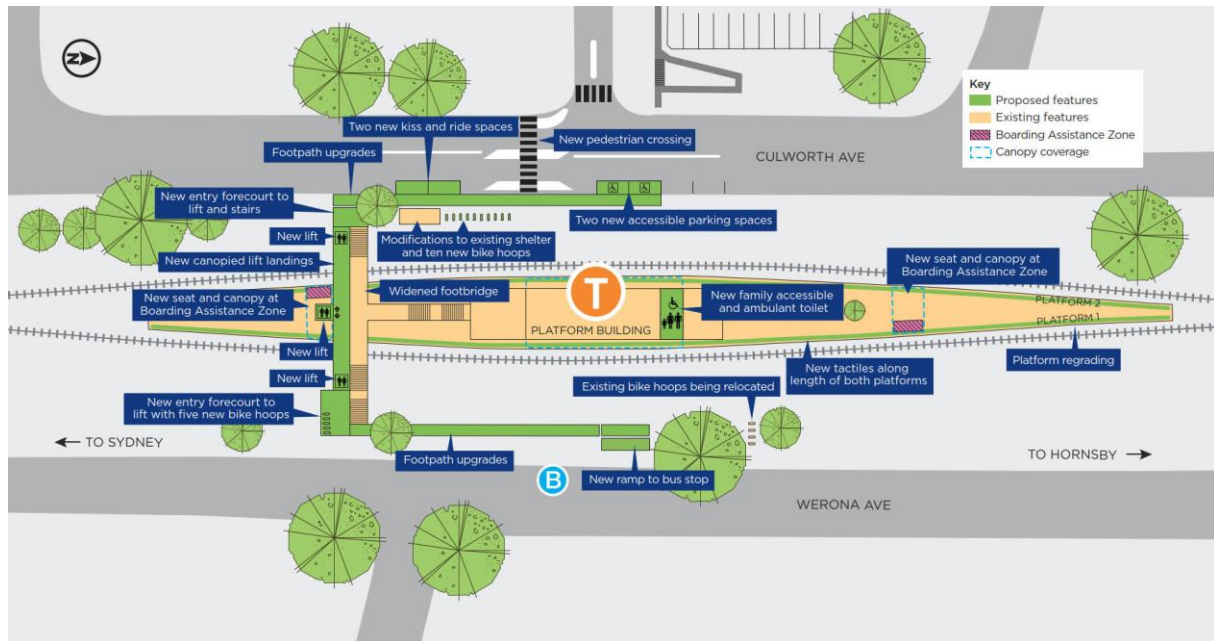 N
Two new kiss and ride spaces
New pedestrian crossing
Footpath upgrades
CULWORTH AVE
Key
Proposed features
Existing features
Boarding Assistance Zone
Canopy coverage
New entry forecourt to
lift and stairs
Two new accessible parking spaces
New lift
Modifications to existing shelter
and ten new bike hoops
New canopied lift landings
New seat and canopy at
Boarding Assistance Zone
Widened footbridge
T
New seat and canopy at
Boarding Assistance Zone
New family accessible
and ambulant toilet
PLATFORM BUILDING
PLATFORM 2
PLATFORM 1
New lift
New tactiles along
length of both platforms
Platform regrading
New lift
Existing bike hoops being relocated
New entry forecourt to
lift with five new bike hoops
TO SYDNEY
Footpath upgrades
TO HORNSBY
B
New ramp to bus stop
WERONA AVE